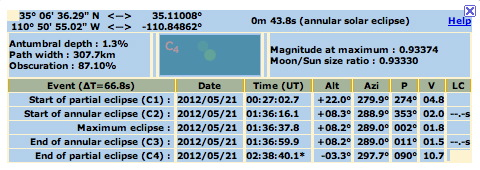 35° 06' 36.29" N <---> 35.11008°
110° 50' 55.02" W <---> -110.84862°
0m 43.8s (annular solar eclipse)
Help
Antumbral depth : 1.3%
Path width : 307.7km
Obscuration : 87.10%
C4
Magnitude at maximum : 0.93374
Moon/Sun size ratio : 0.93330
Event (ΔT=66.8s) Date Time (UT) Alt Azi P V LC
Start of partial eclipse (C1) : 2012/05/21 00:27:02.7 +22.0° 279.9° 274° 04.8
Start of annular eclipse (C2) : 2012/05/21 01:36:16.1 +08.3° 288.9° 353° 02.0 --.-s
Maximum eclipse : 2012/05/21 01:36:37.8 +08.2° 289.0° 002° 01.8
End of annular eclipse (C3) : 2012/05/21 01:36:59.9 +08.2° 289.0° 011° 01.5 --.-s
End of partial eclipse (C4) : 2012/05/21 02:38:40.1* -03.3° 297.7° 090° 10.7